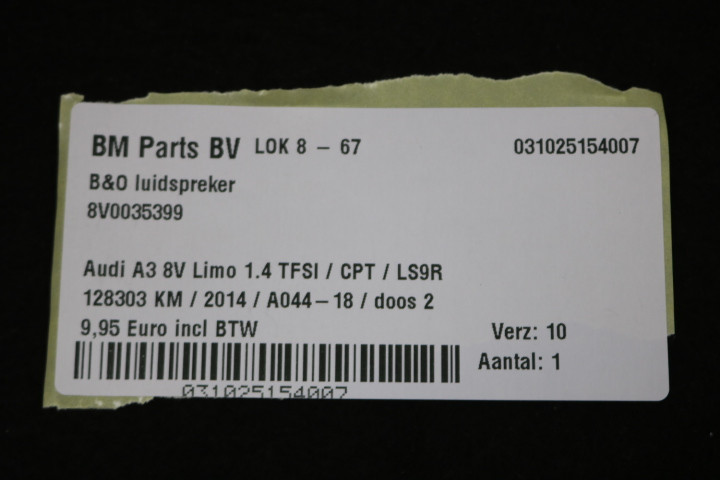 BM Parts BV LOK 8 - 67 031025154007
B&O luidspreker
8V0035399
Audi A3 8V Limo 1.4 TFSI / CPT / LS9R
128303 KM / 2014 / A044-18 / doos 2
9,95 Euro incl BTW Verz: 10
Aantal: 1
031025154007